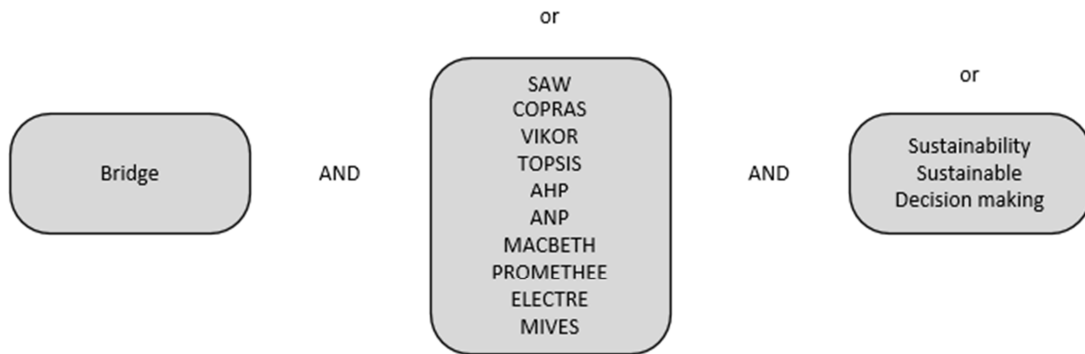 or
SAW
COPRAS
VIKOR
TOPSIS
AHP
ANP
MACBETH
PROMETHEE
ELECTRE
MIVES
Bridge
AND
AND
or
Sustainability
Sustainable
Decision making